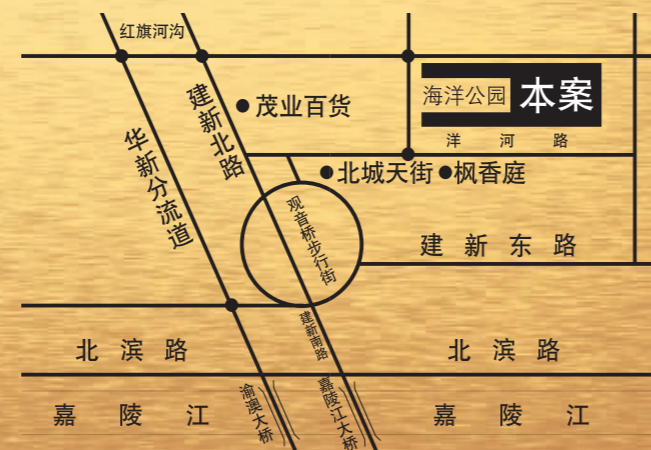 红旗河沟
建新北路
茂业百货
海洋公园
本案
洋河路
华新分流道
北城天街
枫香庭
观音桥步行街
建新东路
建新南路
北滨路
北滨路
渝澳大桥
嘉陵江大桥
嘉陵江
嘉陵江